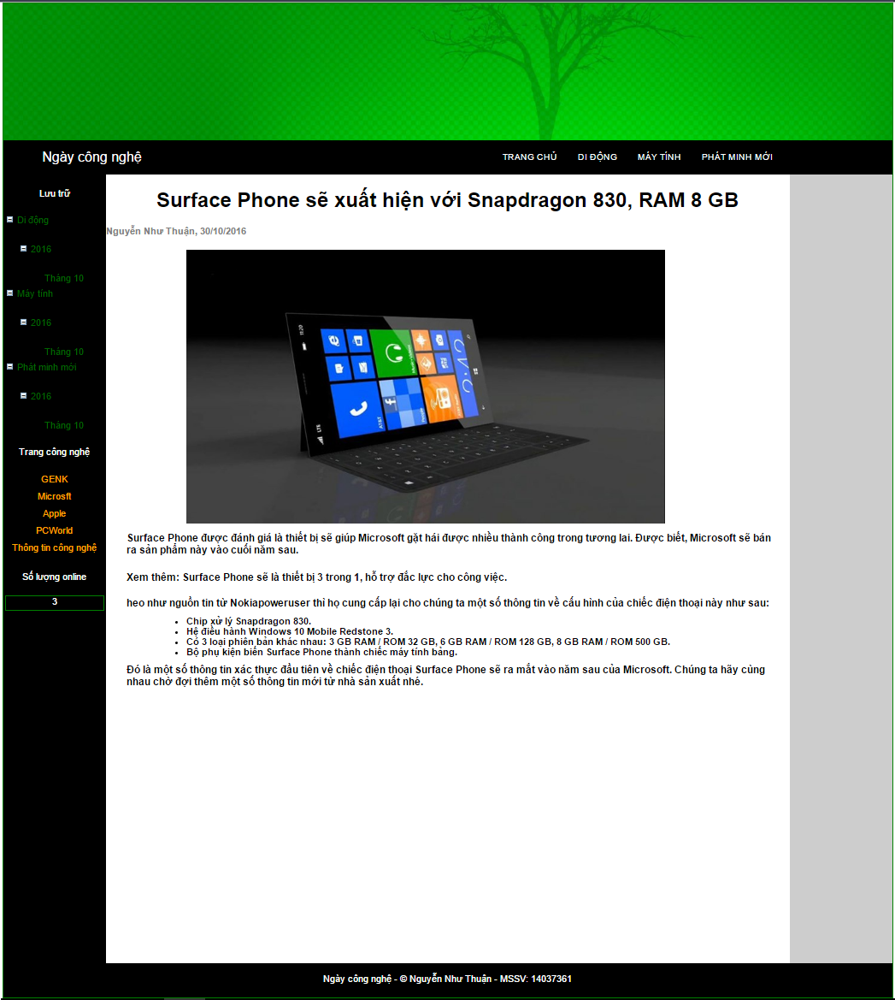 Ngày công nghệ
TRANG CHỦ
DI ĐỘNG
MÁY TÍNH
PHÁT MINH MỚI
Lưu trữ
Di động
2016
Tháng 10
Máy tính
2016
Tháng 10
Phát minh mới
2016
Tháng 10
Trang công nghệ
GENK
Microsft
Apple
PCWorld
Thông tin công nghệ
Số lượng online
3
Surface Phone sẽ xuất hiện với Snapdragon 830, RAM 8 GB
Nguyễn Như Thuận, 30/10/2016
11:20
2:42
AT&T
LTE
Surface Phone được đánh giá là thiết bị sẽ giúp Microsoft gặt hái được nhiều thành công trong tương lai. Được biết, Microsoft sẽ bán
ra sản phẩm này vào cuối năm sau.
Xem thêm: Surface Phone sẽ là thiết bị 3 trong 1, hỗ trợ đắc lực cho công việc.
heo như nguồn tin từ Nokiapoweruser thì họ cung cấp lại cho chúng ta một số thông tin về cấu hình của chiếc điện thoại này như sau:
Chip xử lý Snapdragon 830.
Hệ điều hành Windows 10 Mobile Redstone 3.
Có 3 loại phiên bản khác nhau: 3 GB RAM / ROM 32 GB, 6 GB RAM / ROM 128 GB, 8 GB RAM / ROM 500 GB.
Bộ phụ kiện biến Surface Phone thành chiếc máy tính bảng.
Đó là một số thông tin xác thực đầu tiên về chiếc điện thoại Surface Phone sẽ ra mắt vào năm sau của Microsoft. Chúng ta hãy cùng
nhau chờ đợi thêm một số thông tin mới từ nhà sản xuất nhé.
Ngày công nghệ - © Nguyễn Như Thuận - MSSV: 14037361